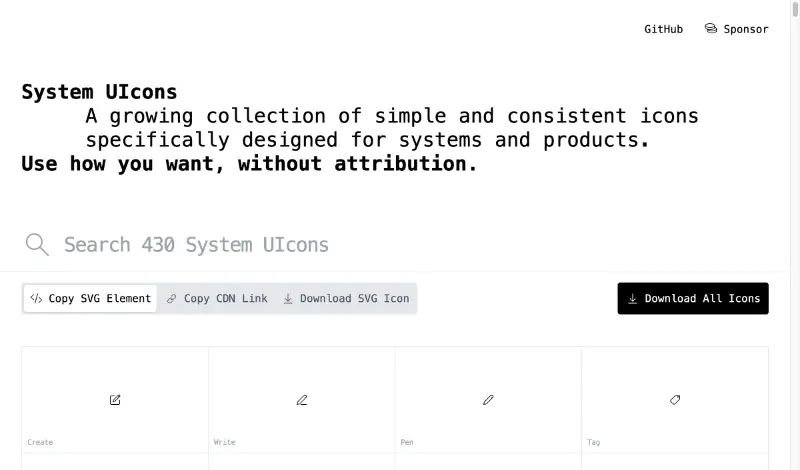 GitHub
Sponsor
System UIcons
A growing collection of simple and consistent icons
specifically designed for systems and products.
Use how you want, without attribution.
Search 430 System UIcons
Copy SVG Element
Copy CDN Link
Download SVG Icon
Download All Icons
Create
Write
Pen
Tag